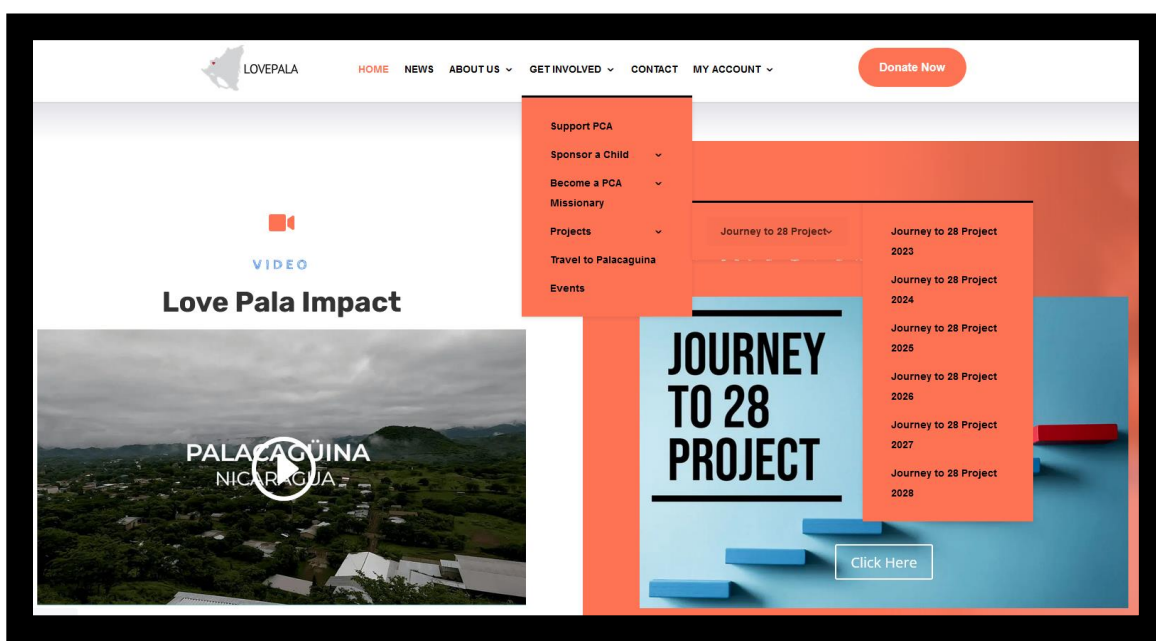 LOVEPALA
HOME
NEWS
ABOUT US
GET INVOLVED
CONTACT
MY ACCOUNT
Donate Now
Support PCA
Sponsor a Child
Become a PCA
Missionary
Projects
Travel to Palacaguina
Events
Journey to 28 Project
Journey to 28 Project
2023
Journey to 28 Project
2024
Journey to 28 Project
2025
Journey to 28 Project
2026
Journey to 28 Project
2027
Journey to 28 Project
2028
VIDEO
Love Pala Impact
PALACAGÜINA
NICARAGUA
JOURNEY
TO 28
PROJECT
Click Here